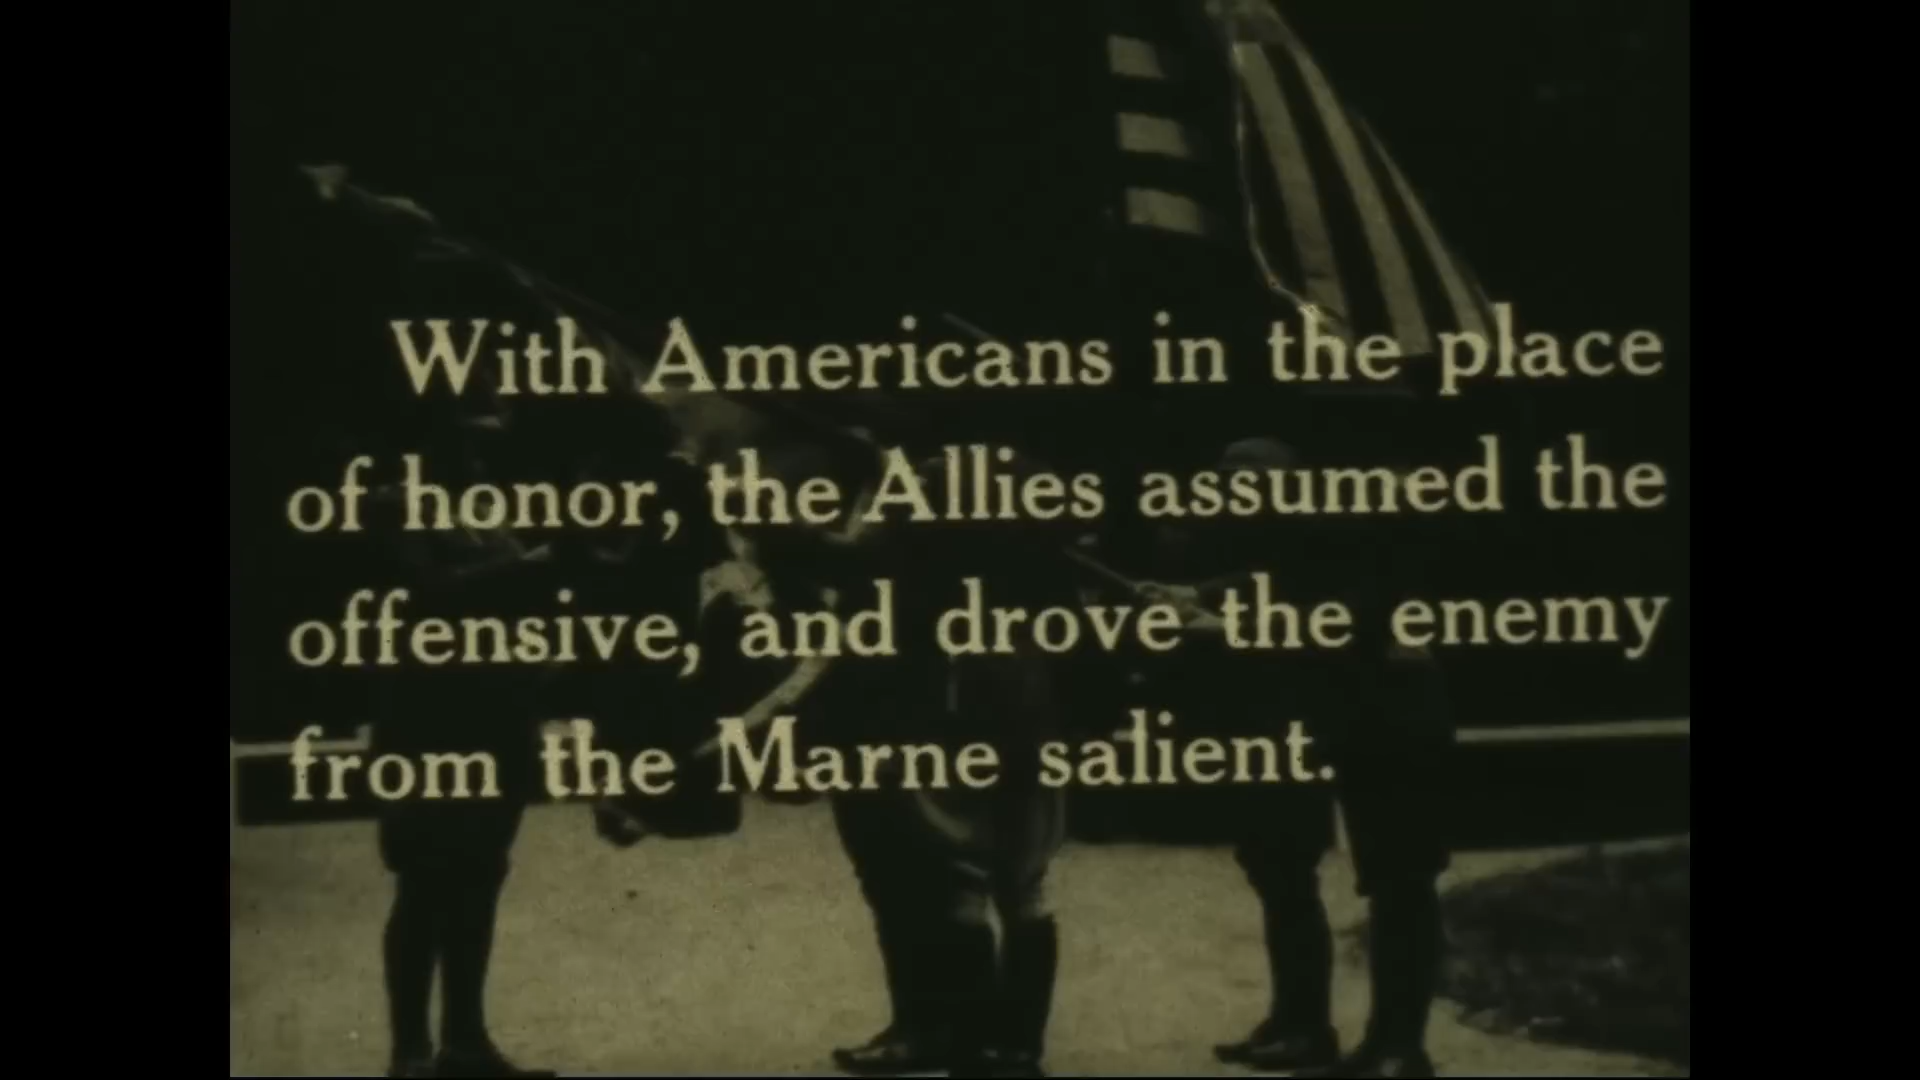 With Americans in the place
of honor, the Allies assumed the
offensive, and drove the enemy
from the Marne salient.